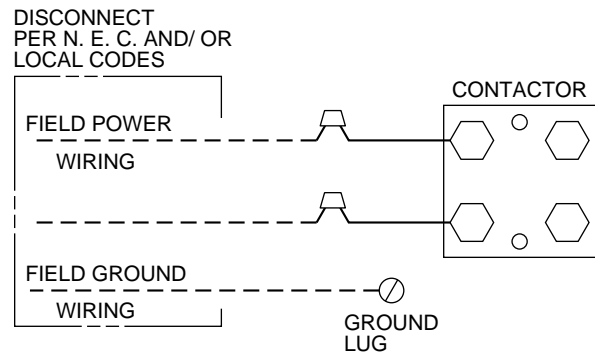 DISCONNECT
PER N. E. C. AND/ OR
LOCAL CODES
CONTACTOR
FIELD POWER
WIRING
FIELD GROUND
WIRING
GROUND
LUG